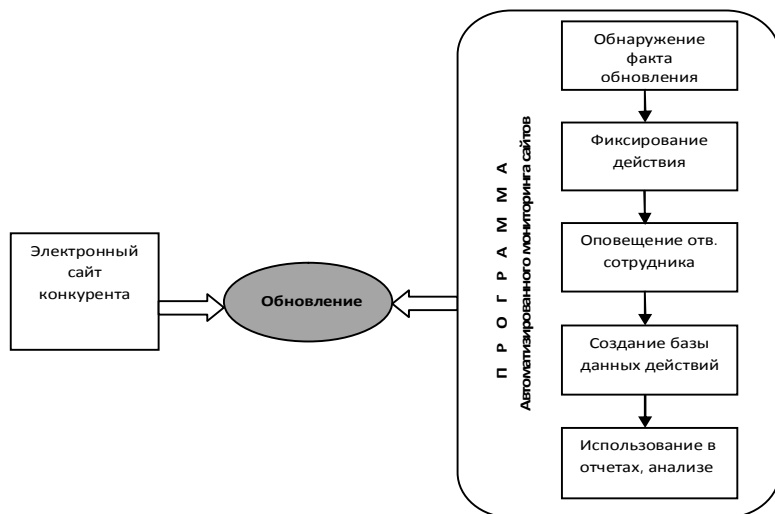 Электронный
сайт
конкурента
Обновление
П Р О Г Р А М М А
Автоматизированного мониторинга сайтов
Обнаружение
факта
обновления
Фиксирование
действия
Оповещение отв.
сотрудника
Создание базы
данных действий
Использование в
отчетах, анализе